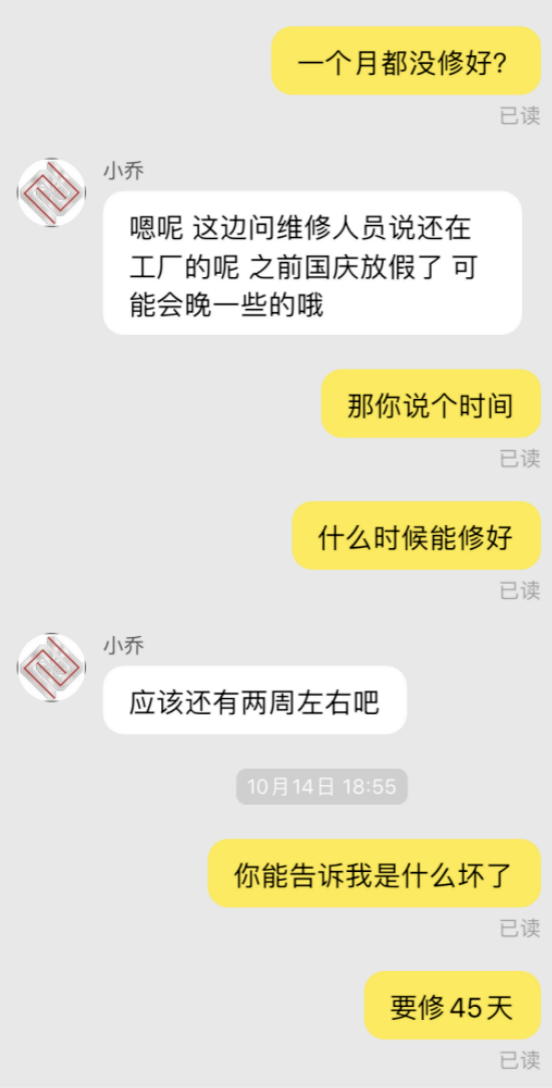 一个月都没修好?
已读
小乔
嗯呢 这边问维修人员说还在
工厂的呢 之前国庆放假了 可
能会晚一些的哦
那你说个时间
已读
什么时候能修好
已读
小乔
应该还有两周左右吧
10月14日 18:55
你能告诉我是什么坏了
已读
要修45天
已读